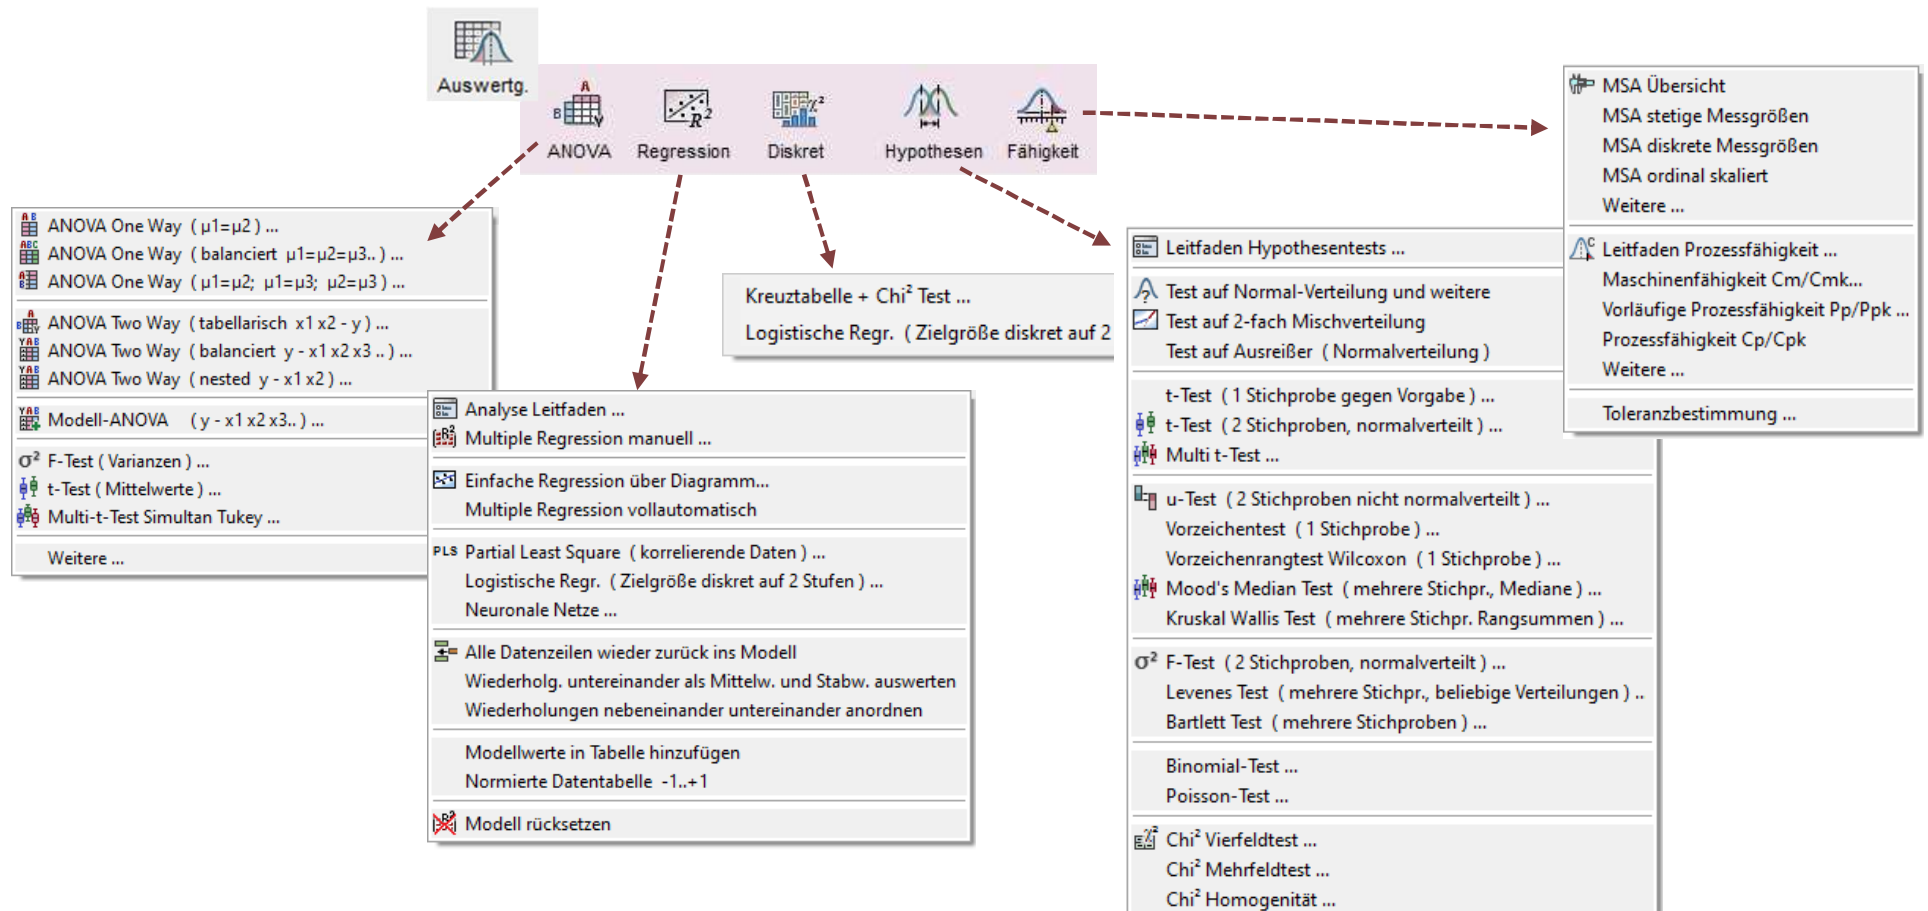 Auswertg.
ANOVA
Regression
R²
Diskret
χ²
Hypothesen
Fähigkeit
ANOVA One Way ( µ1=µ2 ) ...
ANOVA One Way ( balanciert µ1=µ2=µ3.. ) ...
ANOVA One Way ( µ1=µ2; µ1=µ3; µ2=µ3 ) ...
ANOVA Two Way ( tabellarisch x1 x2 - y ) ...
ANOVA Two Way ( balanciert y - x1 x2 x3 .. ) ...
ANOVA Two Way ( nested y - x1 x2 ) ...
Modell-ANOVA ( y - x1 x2 x3.. ) ...
σ² F-Test ( Varianzen ) ...
t-Test ( Mittelwerte ) ...
Multi-t-Test Simultan Tukey ...
Weitere ...
Analyse Leitfaden ...
Multiple Regression manuell ...
Einfache Regression über Diagramm...
Multiple Regression vollautomatisch
PLS Partial Least Square ( korrelierende Daten ) ...
Logistische Regr. ( Zielgröße diskret auf 2 Stufen ) ...
Neuronale Netze ...
Alle Datenzeilen wieder zurück ins Modell
Wiederholg. untereinander als Mittelw. und Stabw. auswerten
Wiederholungen nebeneinander untereinander anordnen
Modellwerte in Tabelle hinzufügen
Normierte Datentabelle -1..+1
Modell rücksetzen
Kreuztabelle + Chi² Test ...
Logistische Regr. ( Zielgröße diskret auf 2
Leitfaden Hypothesentests ...
Test auf Normal-Verteilung und weitere
Test auf 2-fach Mischverteilung
Test auf Ausreißer ( Normalverteilung )
t-Test ( 1 Stichprobe gegen Vorgabe ) ...
t-Test ( 2 Stichproben, normalverteilt ) ...
Multi t-Test ...
u-Test ( 2 Stichproben nicht normalverteilt ) ...
Vorzeichentest ( 1 Stichprobe ) ...
Vorzeichenrangtest Wilcoxon ( 1 Stichprobe ) ...
Mood's Median Test ( mehrere Stichpr., Mediane ) ...
Kruskal Wallis Test ( mehrere Stichpr. Rangsummen ) ...
σ² F-Test ( 2 Stichproben, normalverteilt ) ...
Levenes Test ( mehrere Stichpr., beliebige Verteilungen ) ..
Bartlett Test ( mehrere Stichproben ) ...
Binomial-Test ...
Poisson-Test ...
Chi² Vierfeldtest ...
Chi² Mehrfeldtest ...
Chi² Homogenität ...
MSA Übersicht
MSA stetige Messgrößen
MSA diskrete Messgrößen
MSA ordinal skaliert
Weitere ...
Leitfaden Prozessfähigkeit ...
Maschinenfähigkeit Cm/Cmk...
Vorläufige Prozessfähigkeit Pp/Ppk ...
Prozessfähigkeit Cp/Cpk
Weitere ...
Toleranzbestimmung ...